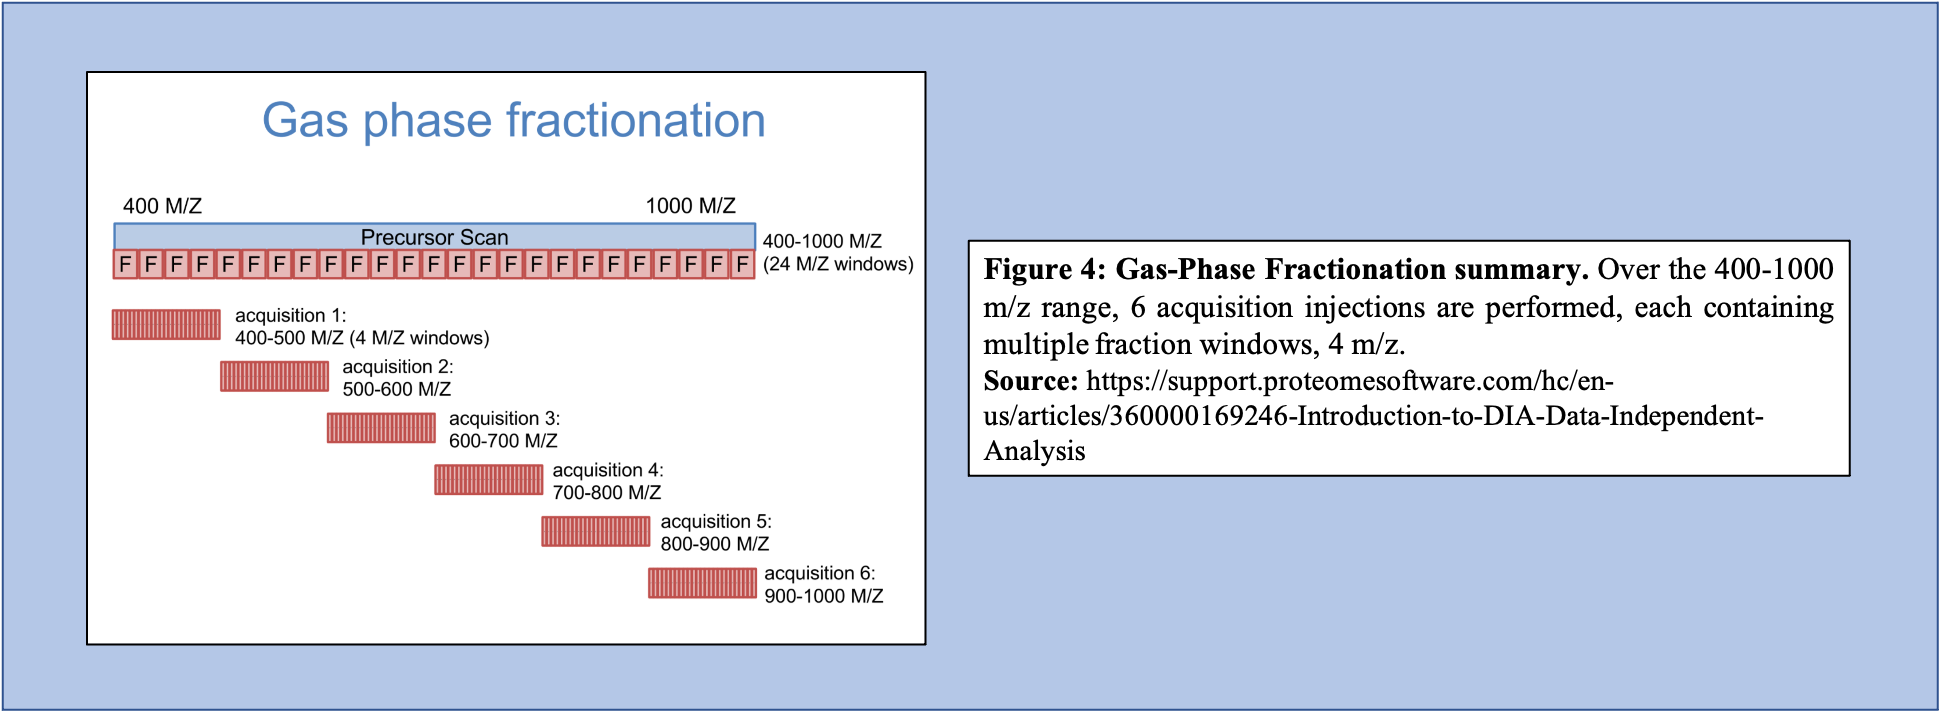 Gas phase fractionation
400 M/Z
1000 M/Z
Precursor Scan
400-1000 M/Z
(24 M/Z windows)
F F F F F F F F F F F F F F F F F F F F F F F F F
acquisition 1:
400-500 M/Z (4 M/Z windows)
acquisition 2:
500-600 M/Z
acquisition 3:
600-700 M/Z
acquisition 4:
700-800 M/Z
acquisition 5:
800-900 M/Z
acquisition 6:
900-1000 M/Z
Figure 4: Gas-Phase Fractionation summary. Over the 400-1000
m/z range, 6 acquisition injections are performed, each containing
multiple fraction windows, 4 m/z.
Source: https://support.proteomesoftware.com/hc/en-
us/articles/360000169246-Introduction-to-DIA-Data-Independent-
Analysis